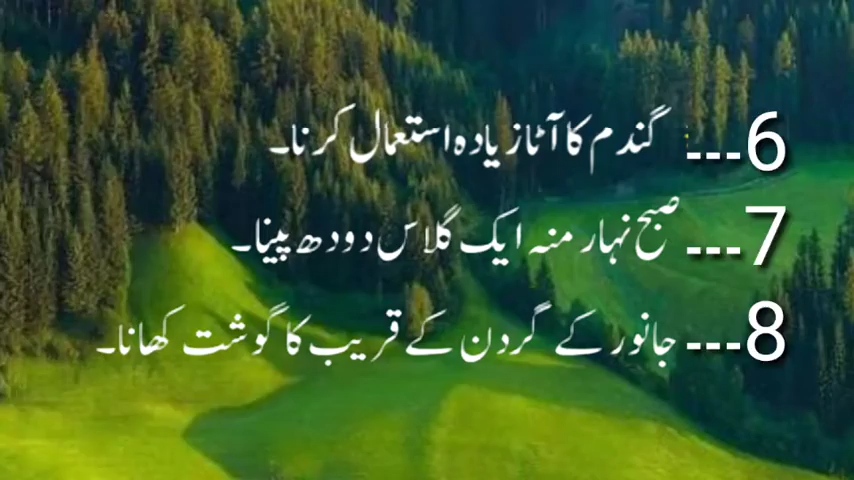 6--- گندم کا آٹا زیادہ استعمال کرنا۔
7--- صبح نہار منہ ایک گلاس دودھ پینا۔
8--- جانور کے گردن کے قریب کا گوشت کھانا۔